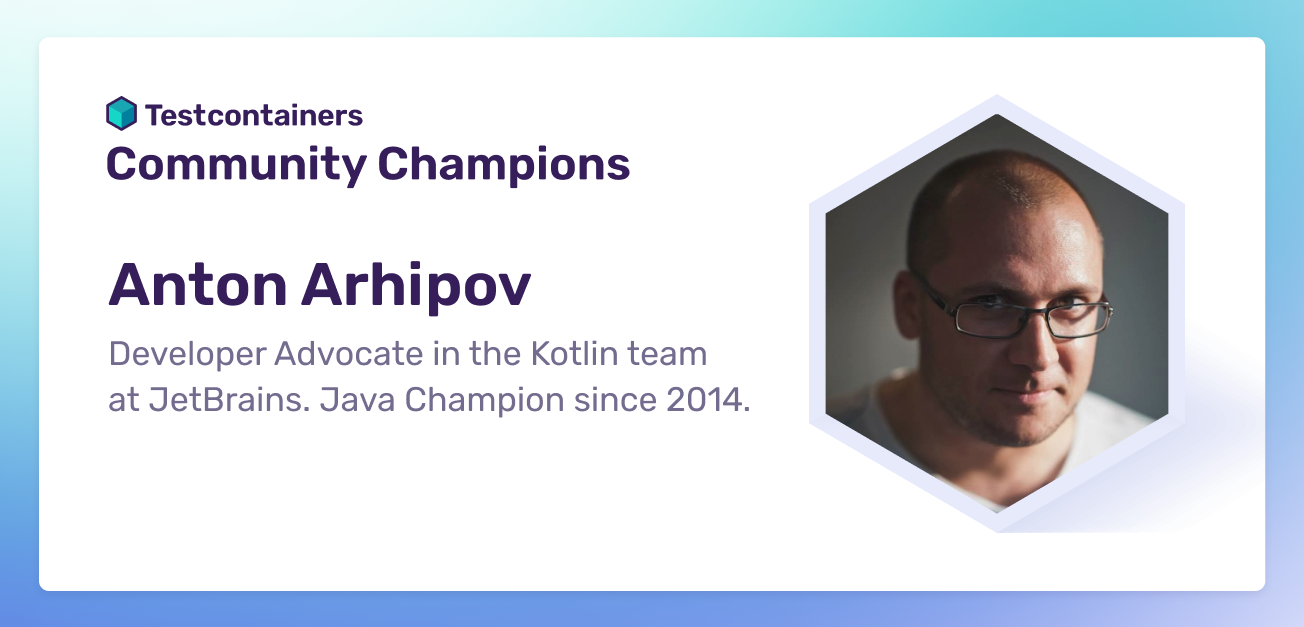 Testcontainers
Community Champions
Anton Arhipov
Developer Advocate in the Kotlin team
at JetBrains. Java Champion since 2014.